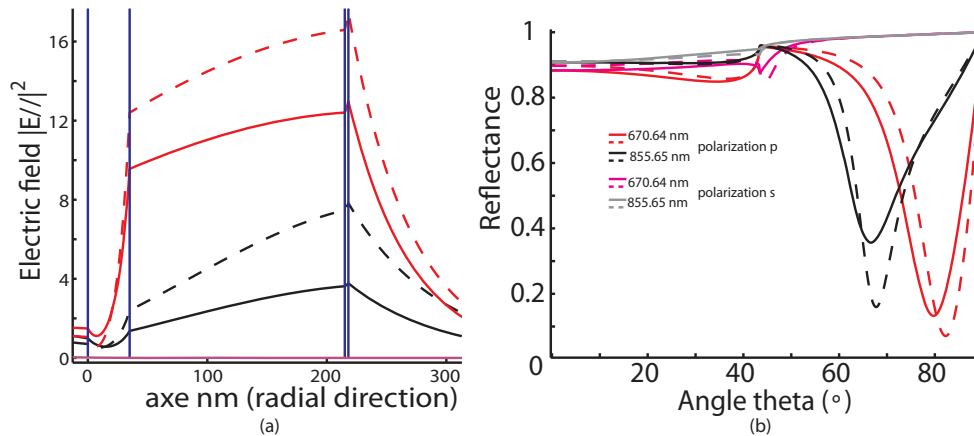 Electric field |E//|²
16
12
8
4
0
0
100
200
300
axe nm (radial direction)
(a)
Reflectance
1
0.8
0.6
0.4
0.2
0
670.64 nm
polarization p
855.65 nm
670.64 nm
polarization s
855.65 nm
20
40
60
80
Angle theta (°)
(b)